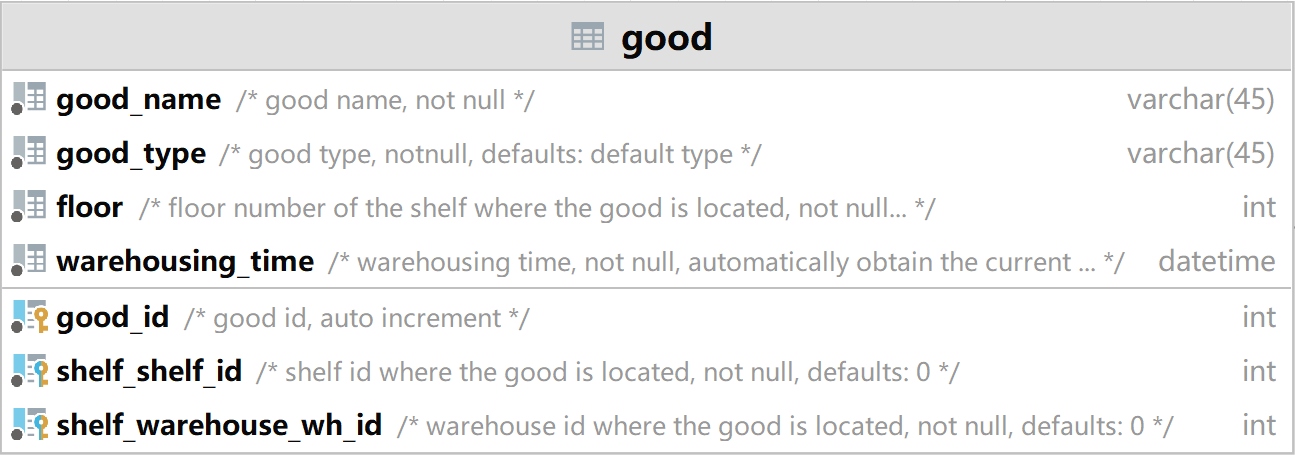 good
good_name /* good name, not null */ varchar(45)
good_type /* good type, notnull, defaults: default type */ varchar(45)
floor /* floor number of the shelf where the good is located, not null... */ int
warehousing_time /* warehousing time, not null, automatically obtain the current ... */ datetime
good_id /* good id, auto increment */ int
shelf_shelf_id /* shelf id where the good is located, not null, defaults: 0 */ int
shelf_warehouse_wh_id /* warehouse id where the good is located, not null, defaults: 0 */ int